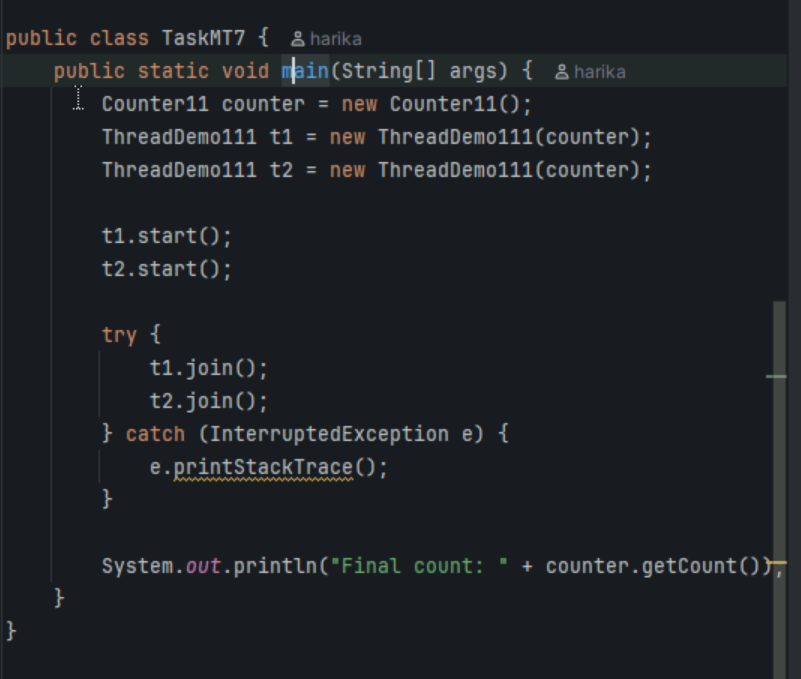 public class TaskMT7 { harika
public static void main(String[] args) { harika
Counter11 counter = new Counter11();
ThreadDemo111 t1 = new ThreadDemo111(counter);
ThreadDemo111 t2 = new ThreadDemo111(counter);
t1.start();
t2.start();
try {
t1.join();
t2.join();
} catch (InterruptedException e) {
e.printStackTrace();
}
System.out.println("Final count: " + counter.getCount());
}
}